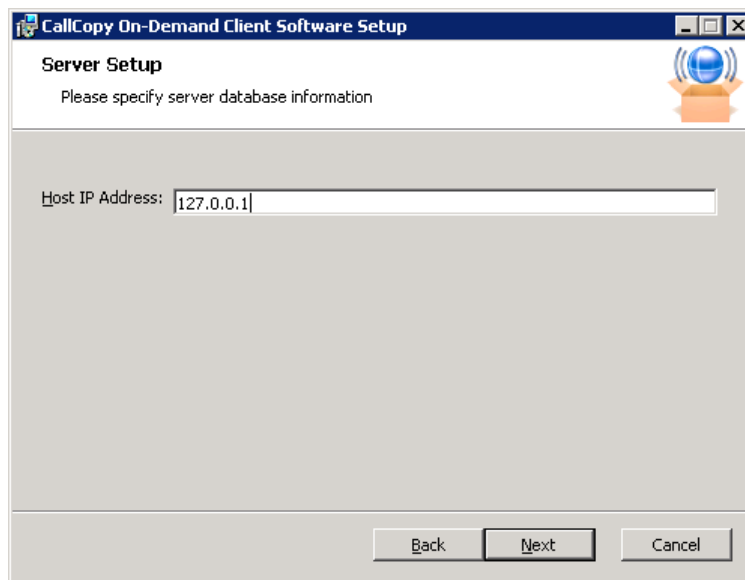 CallCopy On-Demand Client Software Setup
Server Setup
Please specify server database information
Host IP Address: 127.0.0.1
Back Next Cancel